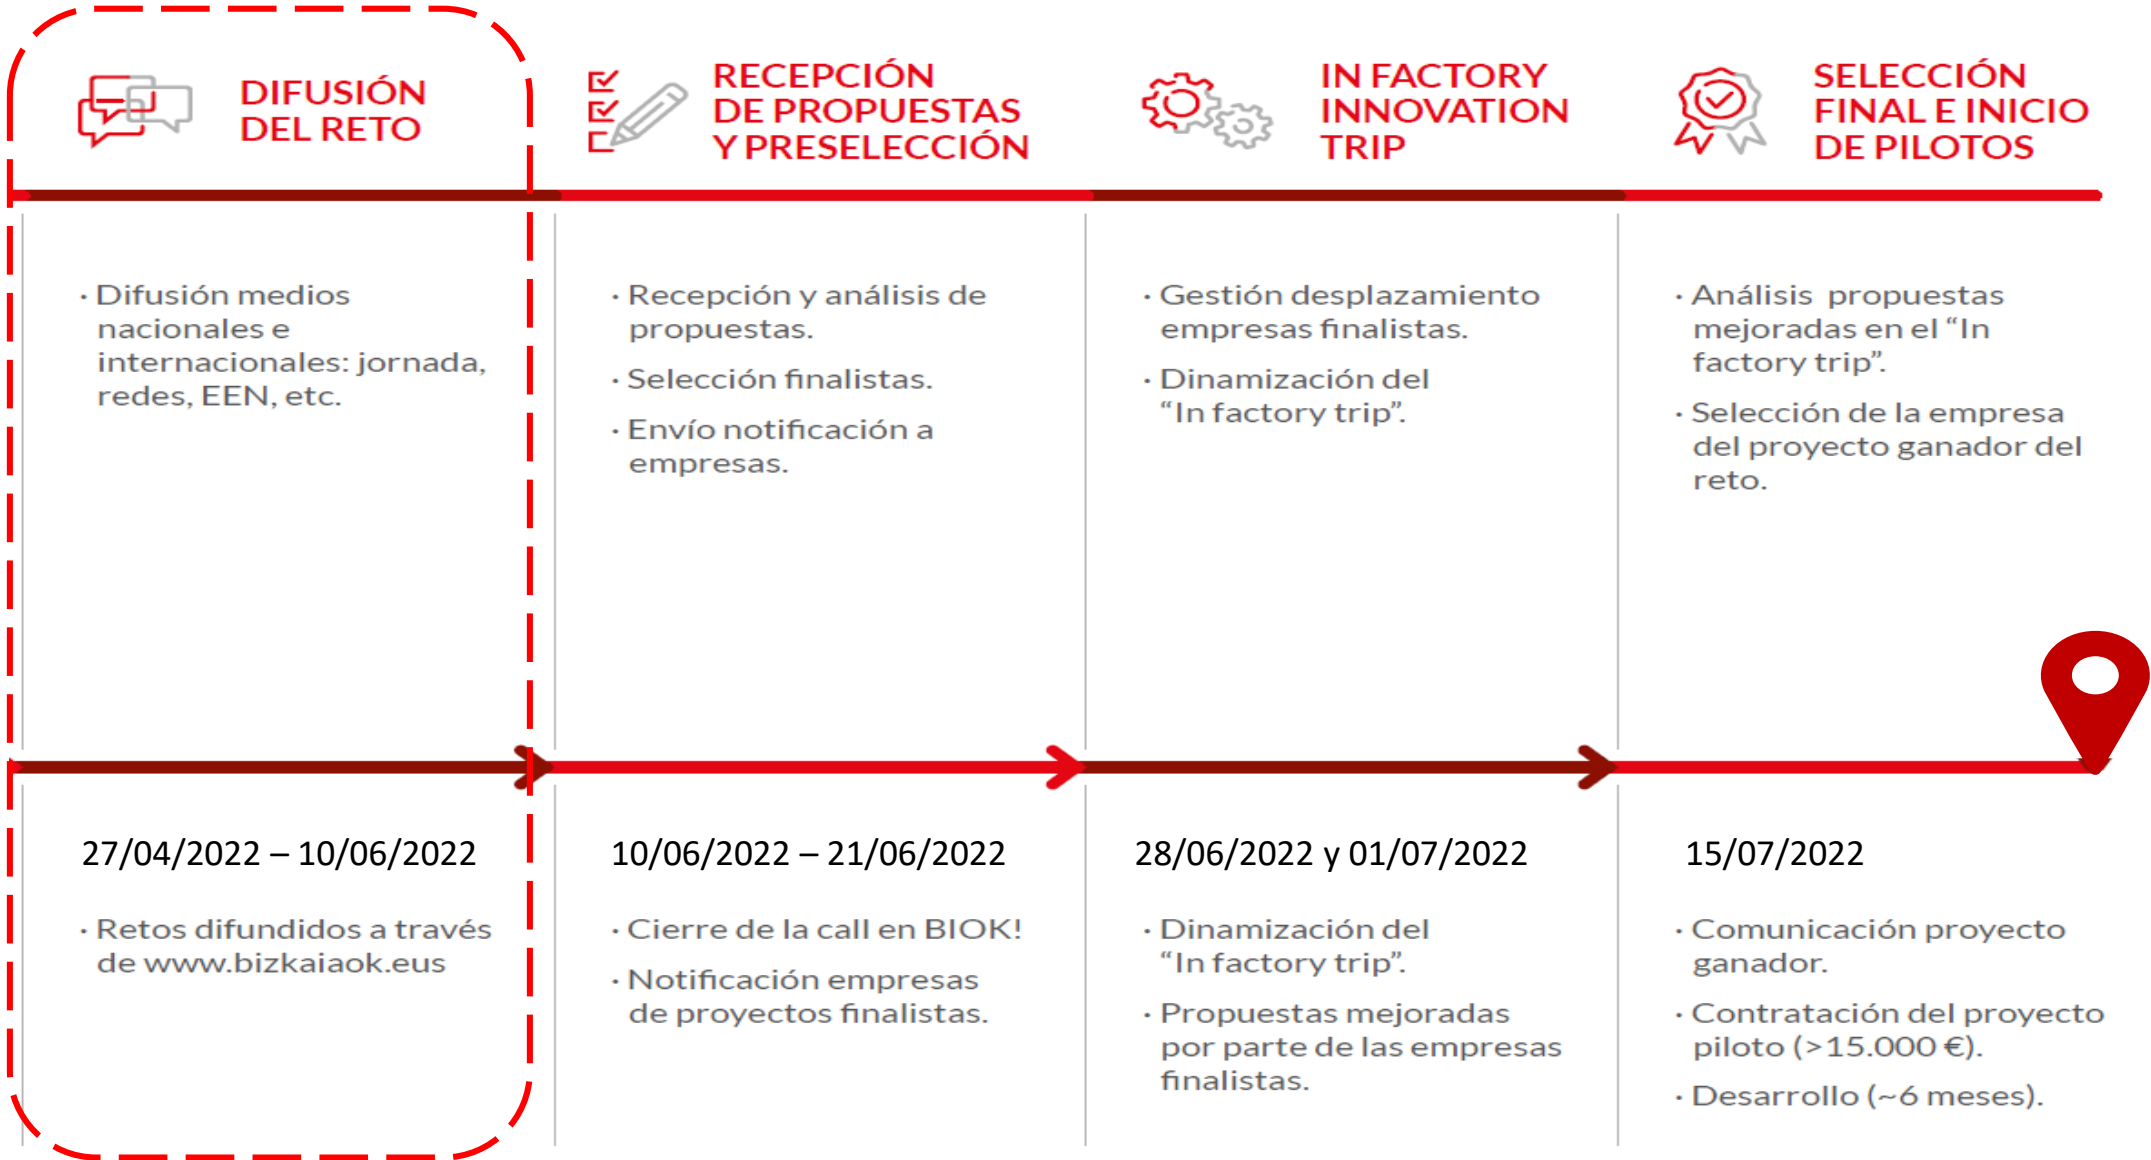 DIFUSIÓN
DEL RETO
RECEPCIÓN
DE PROPUESTAS
Y PRESELECCIÓN
IN FACTORY
INNOVATION
TRIP
SELECCIÓN
FINAL E INICIO
DE PILOTOS
· Difusión medios
nacionales e
internacionales: jornada,
redes, EEN, etc.
· Recepción y análisis de
propuestas.
· Selección finalistas.
· Envío notificación a
empresas.
· Gestión desplazamiento
empresas finalistas.
· Dinamización del
“In factory trip”.
· Análisis propuestas
mejoradas en el “In
factory trip”.
· Selección de la empresa
del proyecto ganador del
reto.
27/04/2022 – 10/06/2022
10/06/2022 – 21/06/2022
28/06/2022 y 01/07/2022
15/07/2022
· Retos difundidos a través
de www.bizkaiaok.eus
· Cierre de la call en BIOK!
· Notificación empresas
de proyectos finalistas.
· Dinamización del
“In factory trip”.
· Propuestas mejoradas
por parte de las empresas
finalistas.
· Comunicación proyecto
ganador.
· Contratación del proyecto
piloto (>15.000 €).
· Desarrollo (~6 meses).